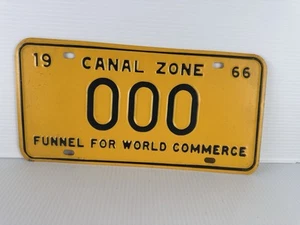 19 CANAL ZONE 66
000
FUNNEL FOR WORLD COMMERCE